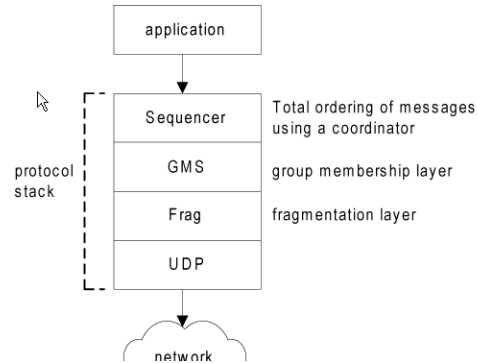 application
Sequencer
Total ordering of messages
using a coordinator
GMS
group membership layer
protocol
stack
Frag
fragmentation layer
UDP
network